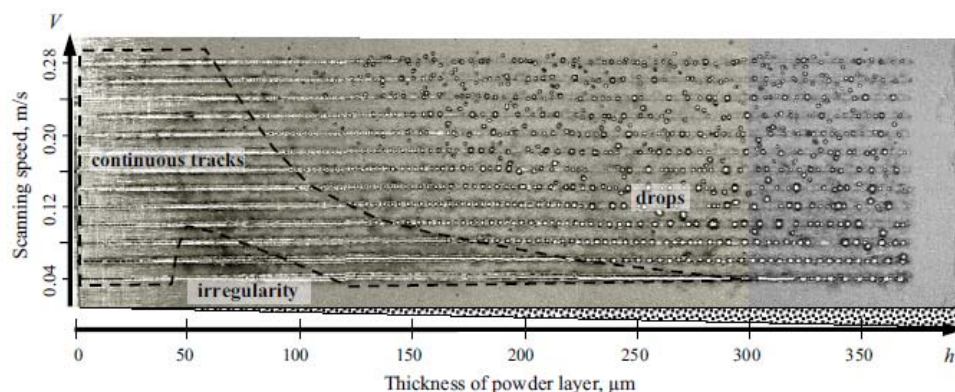 V
Scanning speed, m/s
0.28
0.20
0.12
0.04
continuous tracks
drops
irregularity
0 50 100 150 200 250 300 350 h
Thickness of powder layer, μm